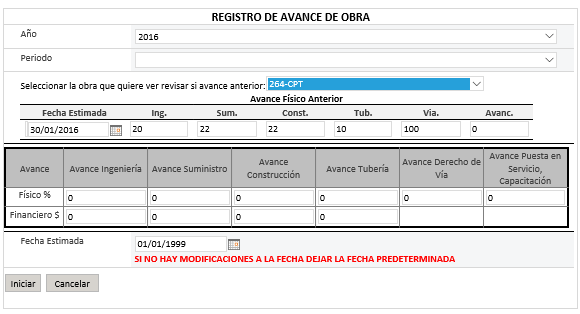 REGISTRO DE AVANCE DE OBRA
Año 2016
Periodo
Seleccionar la obra que quiere ver revisar si avance anterior: 264-CPT
Avance Físico Anterior
Fecha Estimada Ing. Sum. Const. Tub. Via. Avanc.
30/01/2016 20 22 22 10 100 0
Avance Avance Ingeniería Avance Suministro Avance Construcción Avance Tubería Avance Derecho de Vía Avance Puesta en Servicio, Capacitación
Físico % 0 0 0 0 0 0
Financiero $ 0 0 0 0
Fecha Estimada 01/01/1999
SI NO HAY MODIFICACIONES A LA FECHA DEJAR LA FECHA PREDETERMINADA
Iniciar Cancelar